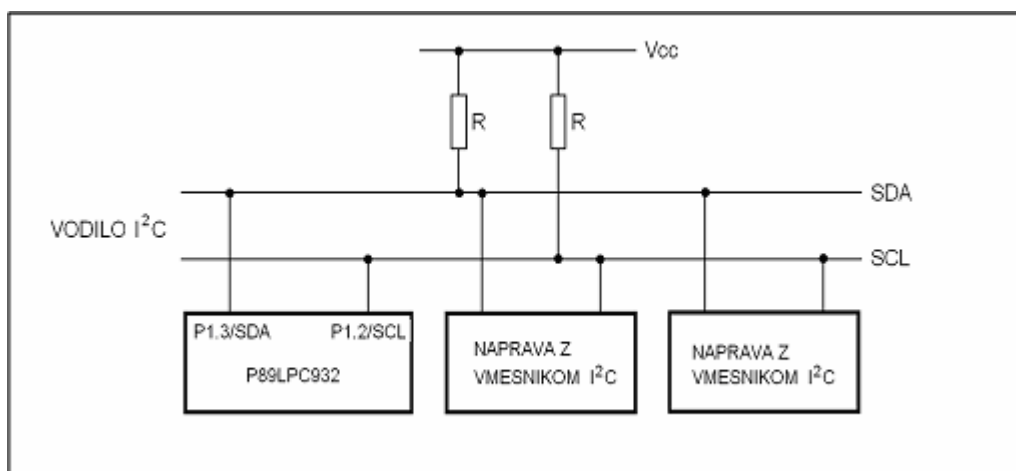 Vcc
R R
SDA
VODILO I²C
SCL
P1.3/SDA P1.2/SCL
P89LPC932
NAPRAVA Z
VMESNIKOM I²C
NAPRAVA Z
VMESNIKOM I²C